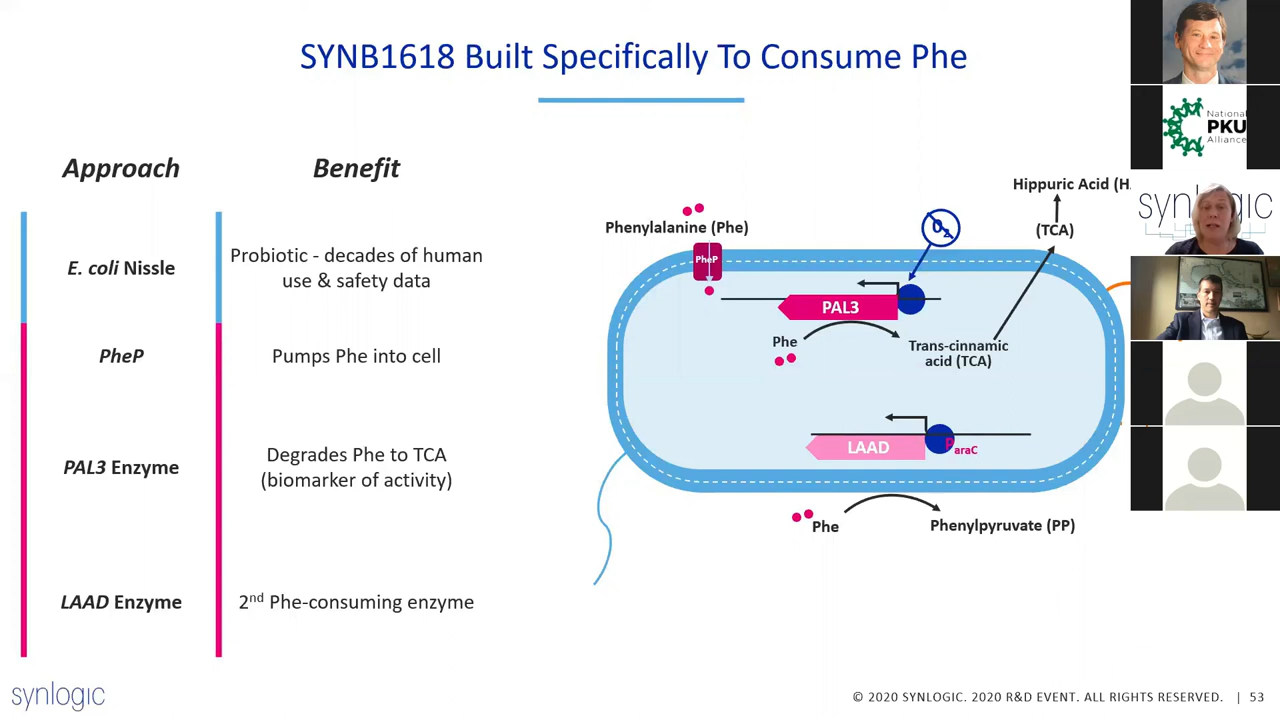 SYNB1618 Built Specifically To Consume Phe
National
PKU
Alliance
Approach
Benefit
Hippuric Acid (H
synlogic
Phenylalanine (Phe)
O2
(TCA)
E. coli Nissle
Probiotic - decades of human
use & safety data
PheP
PAL3
Phe
Trans-cinnamic
acid (TCA)
PheP
Pumps Phe into cell
LAAD
ParaC
PAL3 Enzyme
Degrades Phe to TCA
(biomarker of activity)
Phe
Phenylpyruvate (PP)
LAAD Enzyme
2nd Phe-consuming enzyme
synlogic
© 2020 SYNLOGIC. 2020 R&D EVENT. ALL RIGHTS RESERVED. | 53